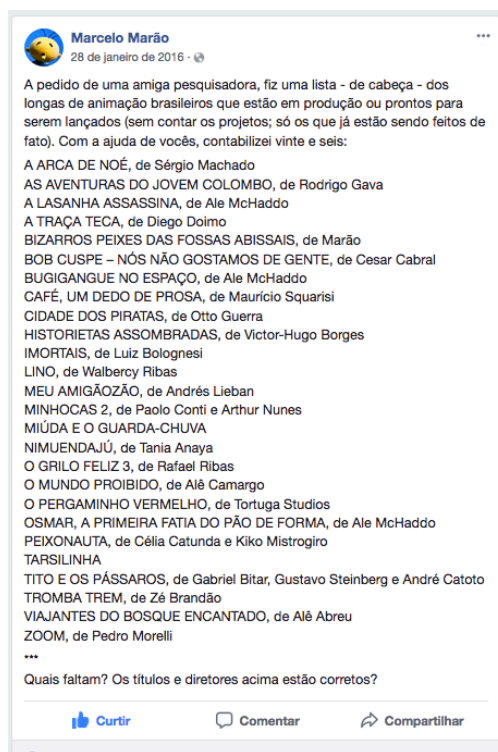 Marcelo Marão
28 de janeiro de 2016 ·
A pedido de uma amiga pesquisadora, fiz uma lista - de cabeça - dos
longas de animação brasileiros que estão em produção ou prontos para
serem lançados (sem contar os projetos; só os que já estão sendo feitos de
fato). Com a ajuda de vocês, contabilizei vinte e seis:
A ARCA DE NOÉ, de Sérgio Machado
AS AVENTURAS DO JOVEM COLOMBO, de Rodrigo Gava
A LASANHA ASSASSINA, de Ale McHaddo
A TRAÇA TECA, de Diego Doimo
BIZARROS PEIXES DAS FOSSAS ABISSAIS, de Marão
BOB CUSPE – NÓS NÃO GOSTAMOS DE GENTE, de Cesar Cabral
BUGIGANGUE NO ESPAÇO, de Ale McHaddo
CAFÉ, UM DEDO DE PROSA, de Maurício Squarisi
CIDADE DOS PIRATAS, de Otto Guerra
HISTORIETAS ASSOMBRADAS, de Victor-Hugo Borges
IMORTAIS, de Luiz Bolognesi
LINO, de Walbercy Ribas
MEU AMIGÃOZÃO, de Andrés Lieban
MINHOCAS 2, de Paolo Conti e Arthur Nunes
MIÚDA E O GUARDA-CHUVA
NIMUENDAJÚ, de Tania Anaya
O GRILO FELIZ 3, de Rafael Ribas
O MUNDO PROIBIDO, de Alê Camargo
O PERGAMINHO VERMELHO, de Tortuga Studios
OSMAR, A PRIMEIRA FATIA DO PÃO DE FORMA, de Ale McHaddo
PEIXONAUTA, de Célia Catunda e Kiko Mistrogiro
TARSILINHA
TITO E OS PÁSSAROS, de Gabriel Bitar, Gustavo Steinberg e André Catoto
TROMBA TREM, de Zé Brandão
VIAJANTES DO BOSQUE ENCANTADO, de Alê Abreu
ZOOM, de Pedro Morelli
***
Quais faltam? Os títulos e diretores acima estão corretos?
Curtir Comentar Compartilhar